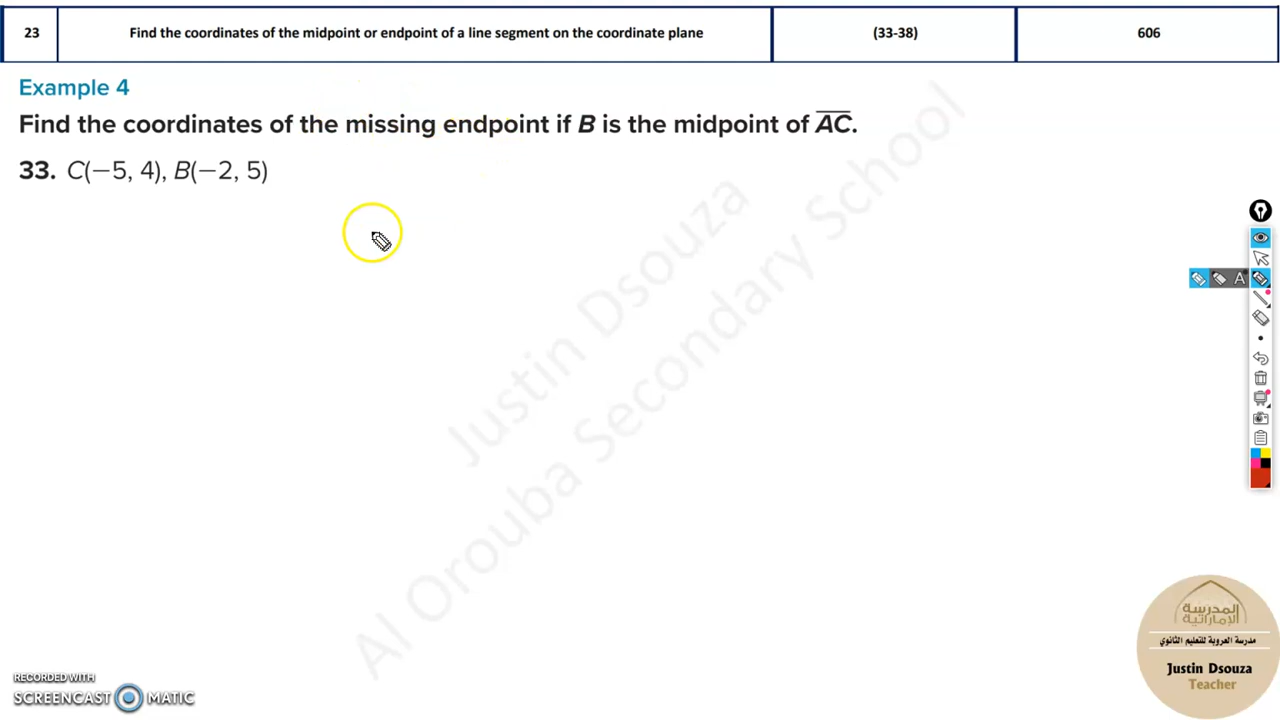 23 Find the coordinates of the midpoint or endpoint of a line segment on the coordinate plane (33-38) 606
Example 4
Find the coordinates of the missing endpoint if B is the midpoint of AC.
33. C(−5, 4), B(−2, 5)
Justin Dsouza
Al Orouba Secondary School
A
المدرسة
الإماراتية
مدرسة العروبة للتعليم الثانوي
Justin Dsouza
Teacher
RECORDED WITH
SCREENCAST MATIC